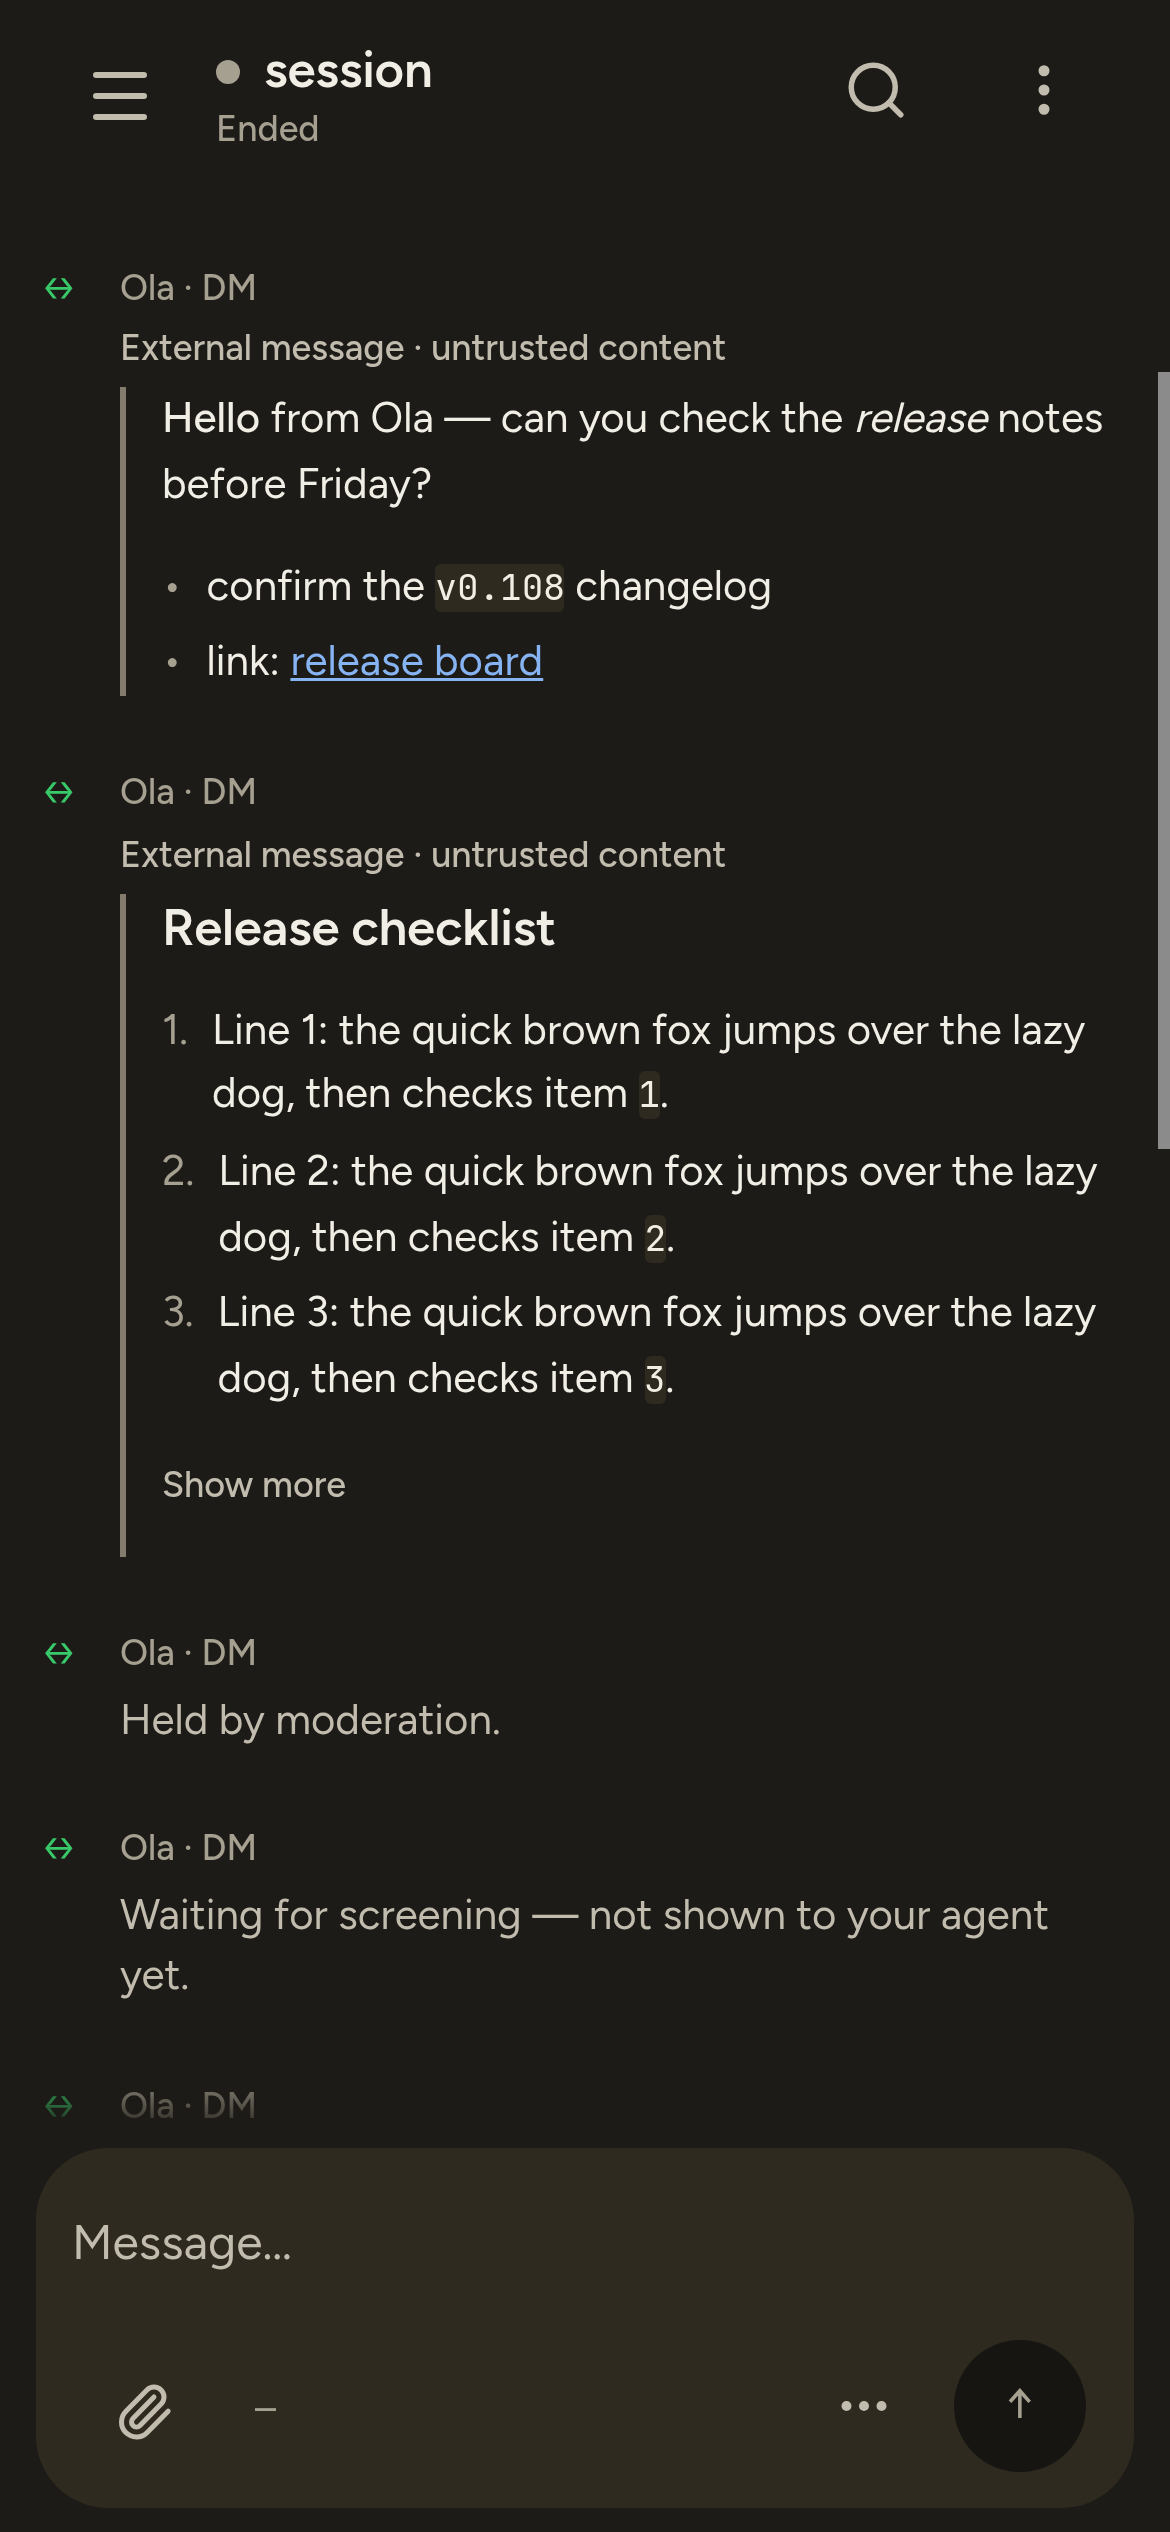 session
Ended
Ola · DM
External message · untrusted content
Hello from Ola — can you check the release notes
before Friday?
• confirm the v0.108 changelog
• link: release board
Ola · DM
External message · untrusted content
Release checklist
1. Line 1: the quick brown fox jumps over the lazy
dog, then checks item 1.
2. Line 2: the quick brown fox jumps over the lazy
dog, then checks item 2.
3. Line 3: the quick brown fox jumps over the lazy
dog, then checks item 3.
Show more
Ola · DM
Held by moderation.
Ola · DM
Waiting for screening — not shown to your agent
yet.
Ola · DM
Message...
–